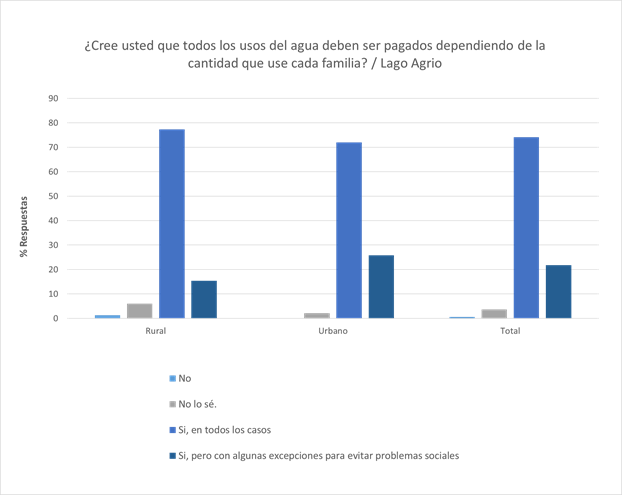 ¿Cree usted que todos los usos del agua deben ser pagados dependiendo de la
cantidad que use cada familia? / Lago Agrio
% Respuestas
90
80
70
60
50
40
30
20
10
0
Rural
Urbano
Total
No
No lo sé.
Si, en todos los casos
Si, pero con algunas excepciones para evitar problemas sociales